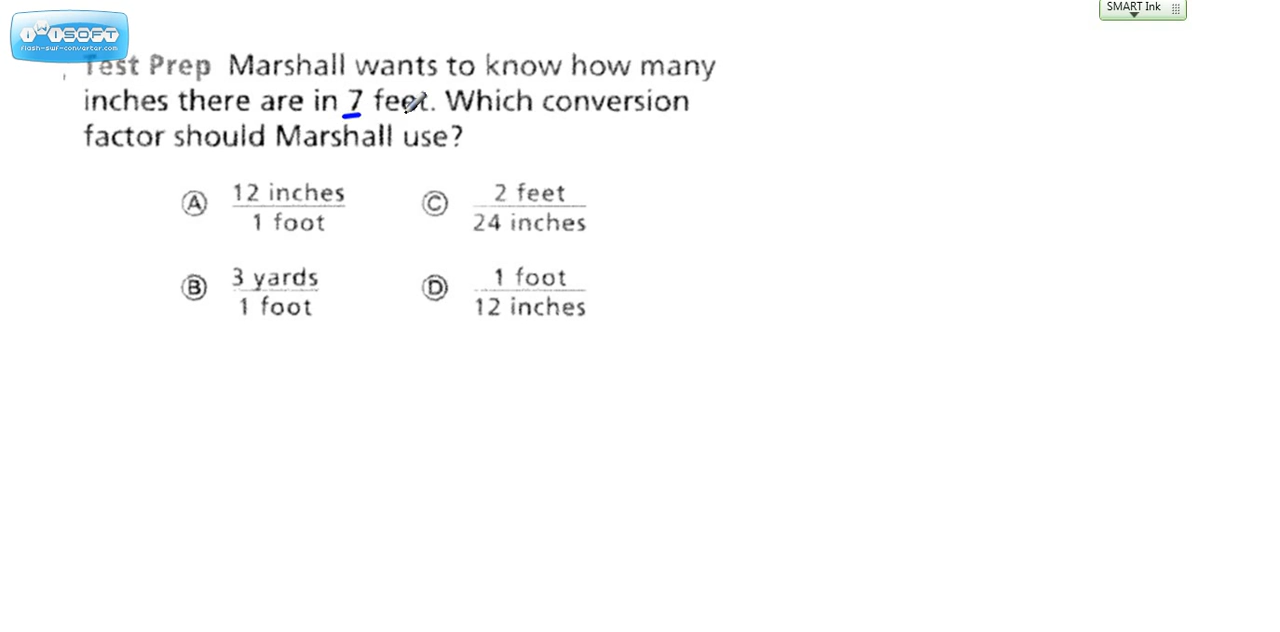 iWiSOFT
flash-swf-converter.com
SMART Ink
Test Prep Marshall wants to know how many
inches there are in 7 feet. Which conversion
factor should Marshall use?
A 12 inches
1 foot
C 2 feet
24 inches
B 3 yards
1 foot
D 1 foot
12 inches